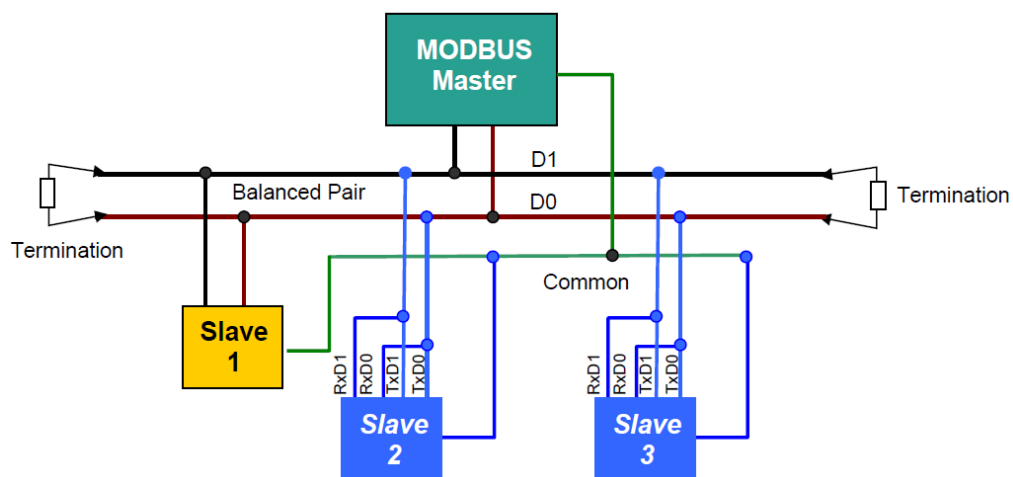 MODBUS
Master
D1
Balanced Pair
D0
Termination
Termination
Common
Slave
1
RxD1
RxD0
TxD1
TxD0
RxD1
RxD0
TxD1
TxD0
Slave
2
Slave
3